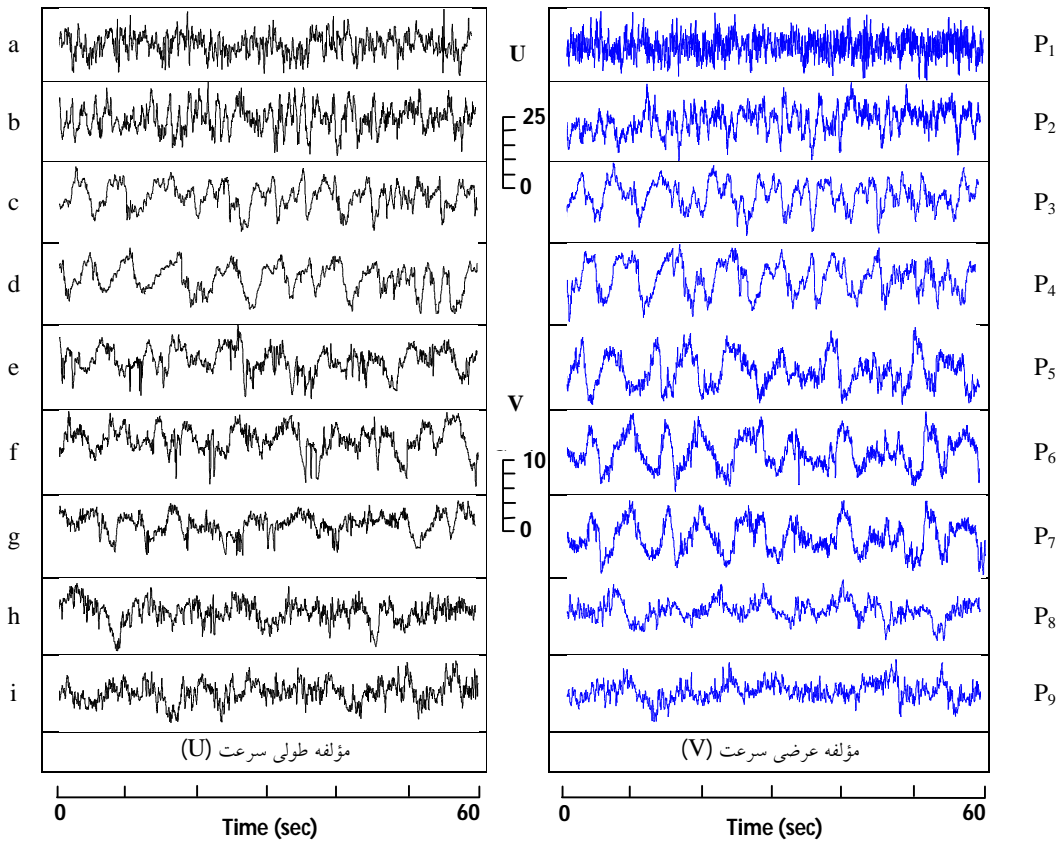 a
b
c
d
e
f
g
h
i
U
25
0
V
10
0
P₁
P₂
P₃
P₄
P₅
P₆
P₇
P₈
P₉
مؤلفه طولی سرعت (U)
مؤلفه عرضی سرعت (V)
0 60
Time (sec)
0 60
Time (sec)